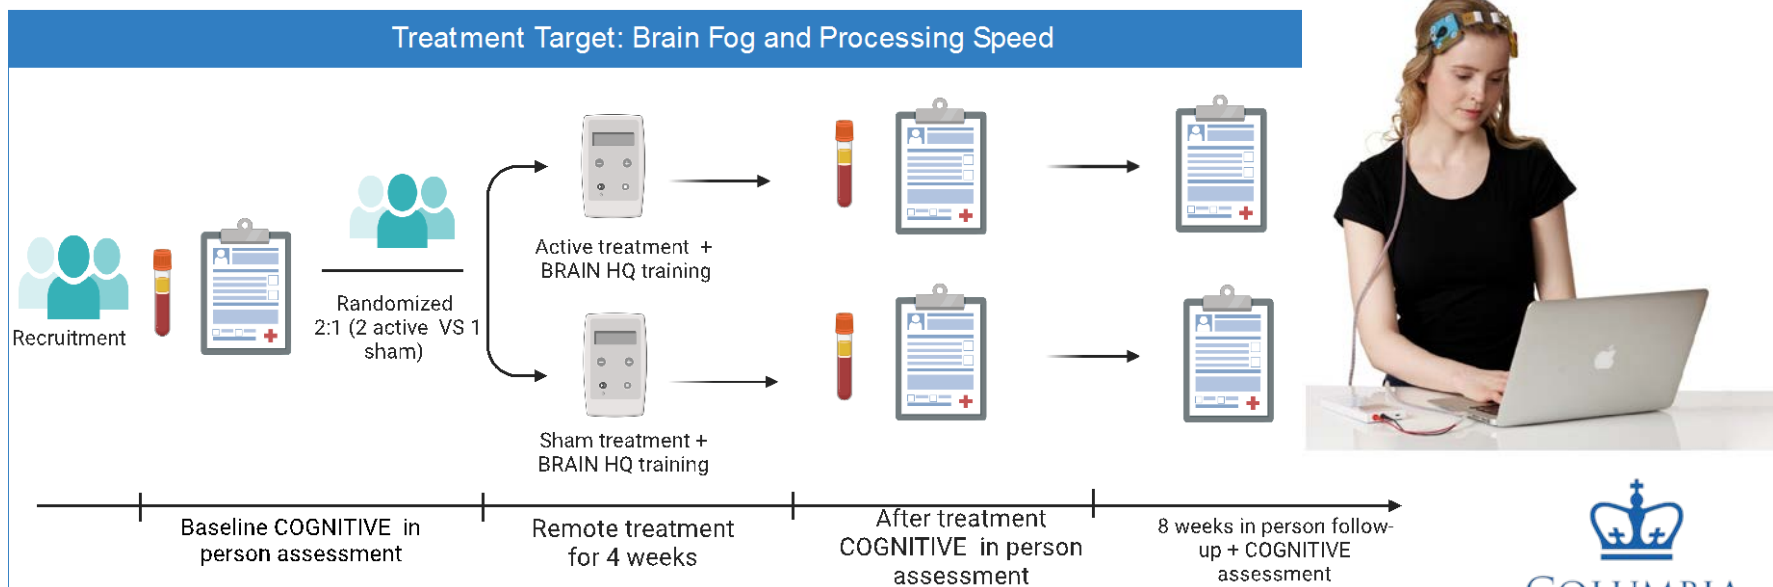 Treatment Target: Brain Fog and Processing Speed
Recruitment
Randomized
2:1 (2 active VS 1
sham)
Active treatment +
BRAIN HQ training
Sham treatment +
BRAIN HQ training
Baseline COGNITIVE in
person assessment
Remote treatment
for 4 weeks
After treatment
COGNITIVE in person
assessment
8 weeks in person follow-
up + COGNITIVE
assessment
COLUMBIA